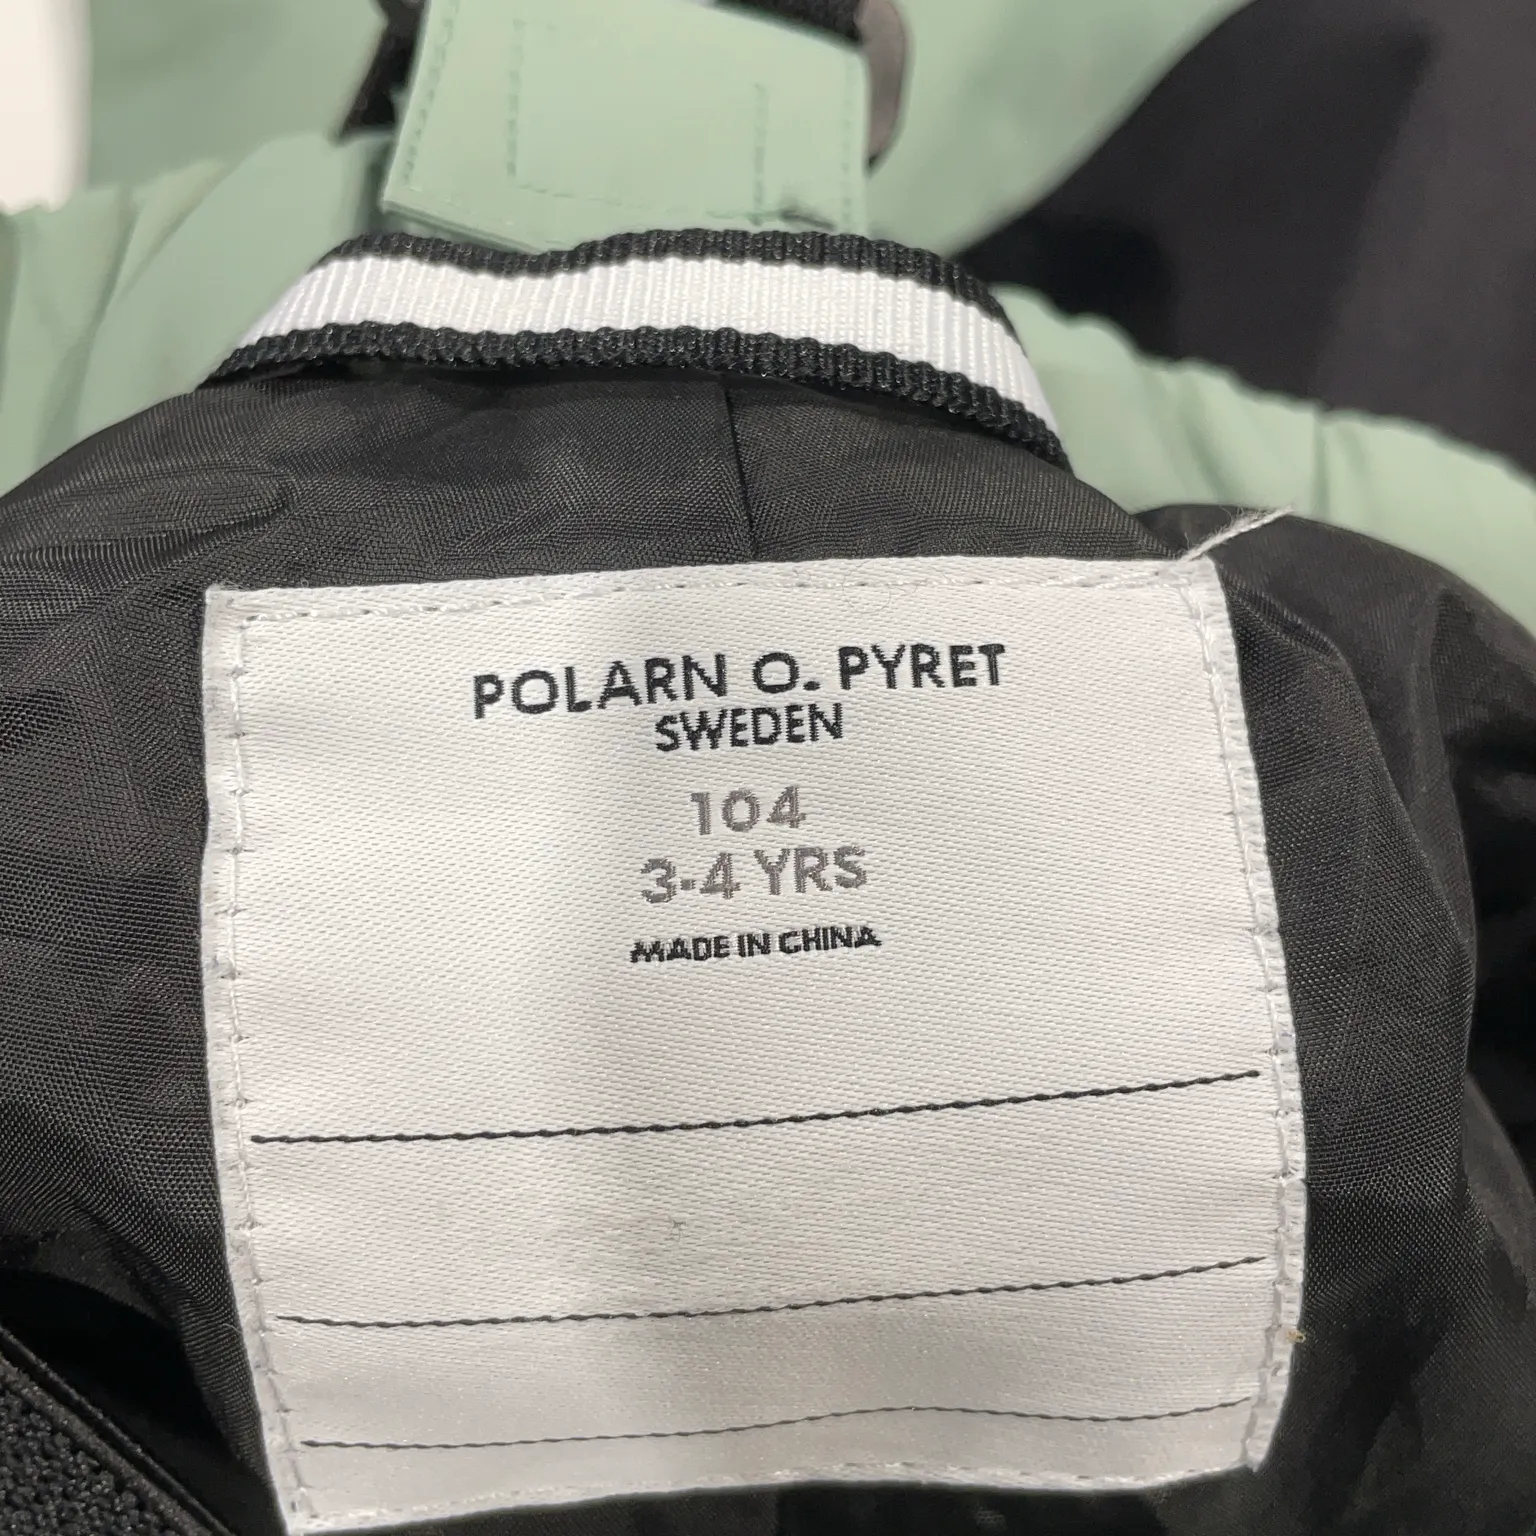 POLARN O. PYRET
SWEDEN
104
3-4 YRS
MADE IN CHINA